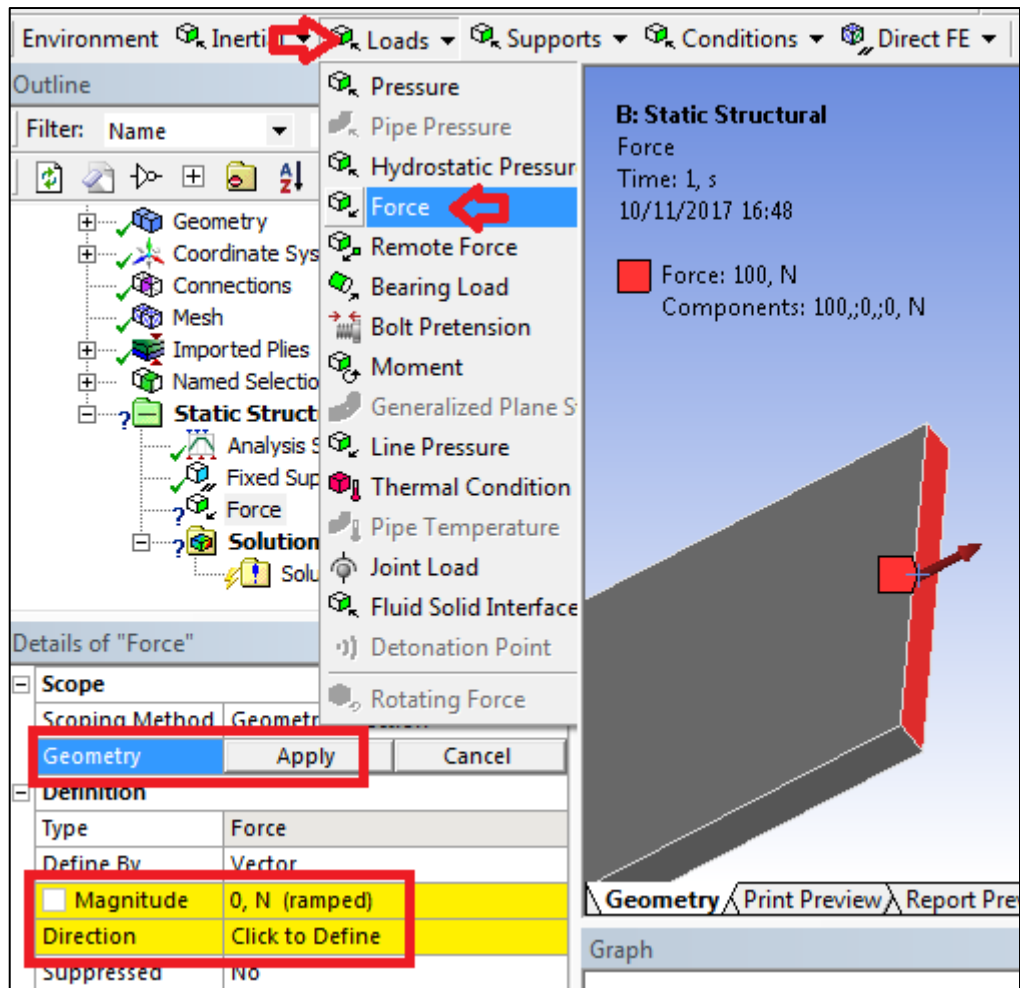 Environment Inertial Loads Supports Conditions Direct FE
Outline
Filter: Name
Geometry
Coordinate Sys
Connections
Mesh
Imported Plies
Named Selectio
Static Struct
Analysis S
Fixed Sup
Force
Solution
Solu
Pressure
Pipe Pressure
Hydrostatic Pressur
Force
Remote Force
Bearing Load
Bolt Pretension
Moment
Generalized Plane S
Line Pressure
Thermal Condition
Pipe Temperature
Joint Load
Fluid Solid Interface
Detonation Point
Rotating Force
B: Static Structural
Force
Time: 1, s
10/11/2017 16:48
Force: 100, N
Components: 100,;0,;0, N
Details of "Force"
Scope
Scoping Method Geometr
Geometry Apply Cancel
Definition
Type Force
Define By Vector
Magnitude 0, N (ramped)
Direction Click to Define
Suppressed No
Geometry Print Preview Report Pre
Graph